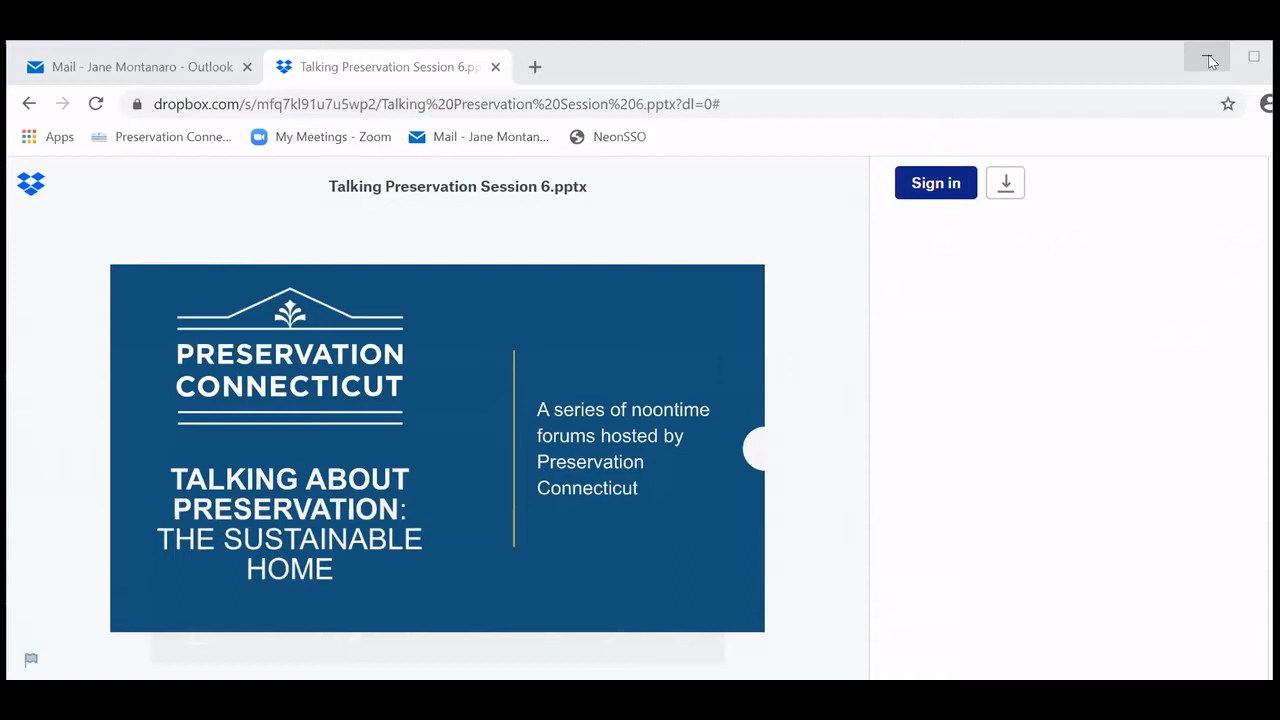 Mail - Jane Montanaro - Outlook
Talking Preservation Session 6.pp
dropbox.com/s/mfq7kl91u7u5wp2/Talking%20Preservation%20Session%206.pptx?dl=0#
Apps
Preservation Conne...
My Meetings - Zoom
Mail - Jane Montan...
NeonSSO
Talking Preservation Session 6.pptx
Sign in
PRESERVATION
CONNECTICUT
TALKING ABOUT
PRESERVATION:
THE SUSTAINABLE
HOME
A series of noontime
forums hosted by
Preservation
Connecticut